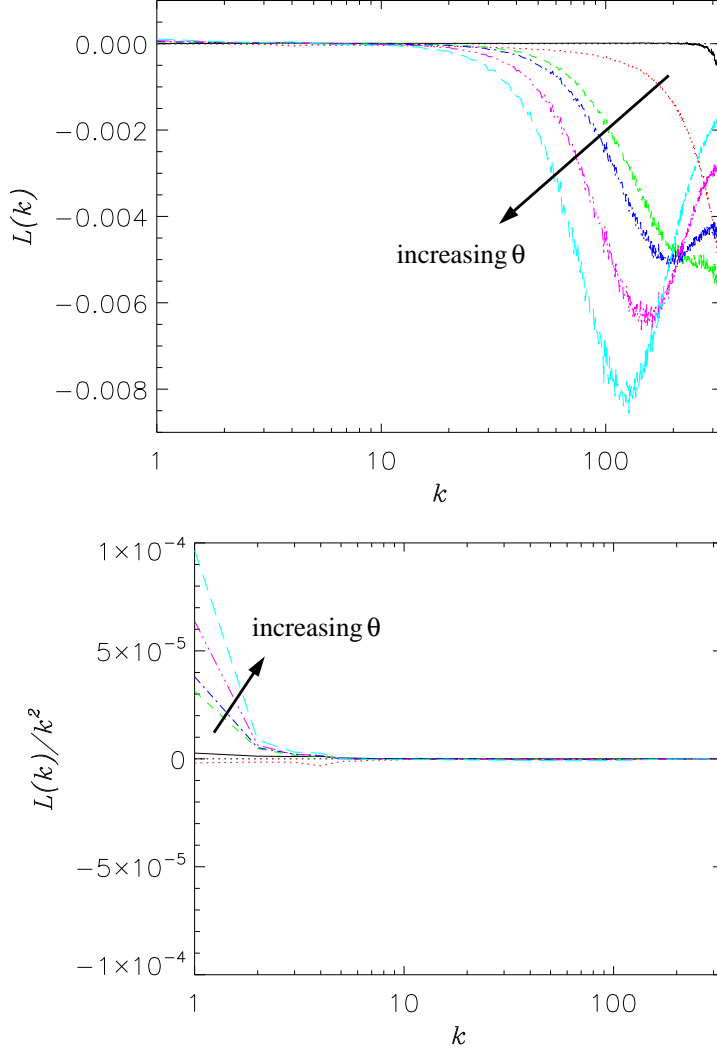 0.000
−0.002
−0.004
−0.006
−0.008
L(k)
increasing θ
1 10 100
k
1×10⁻⁴
5×10⁻⁵
0
−5×10⁻⁵
−1×10⁻⁴
L(k)/k²
increasing θ
1 10 100
k